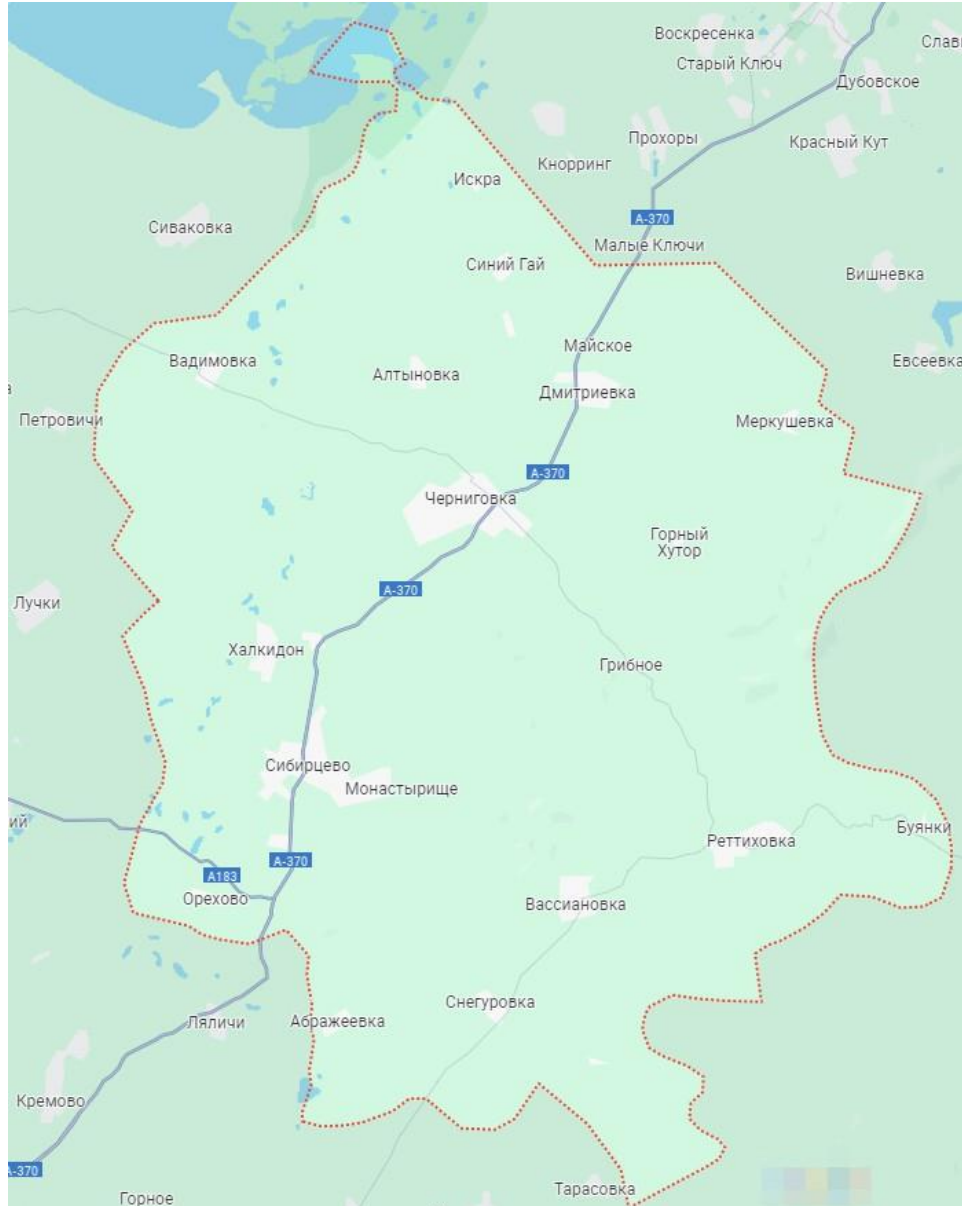 Воскресенка
Слав
Старый Ключ
Дубовское
Прохоры
Красный Кут
Кнорринг
Искра
A-370
Сиваковка
Малые Ключи
Синий Гай
Вишневка
Майское
Вадимовка
Евсеевка
Алтыновка
а
Дмитриевка
Петровичи
Меркушевка
A-370
Черниговка
Горный
Хутор
A-370
Лучки
Халкидон
Грибное
Сибирцево
Монастырище
ий
Буянки
Реттиховка
A-370
A183
Орехово
Вассиановка
Снегуровка
Ляличи
Абражеевка
Кремово
A-370
Тарасовка
Горное